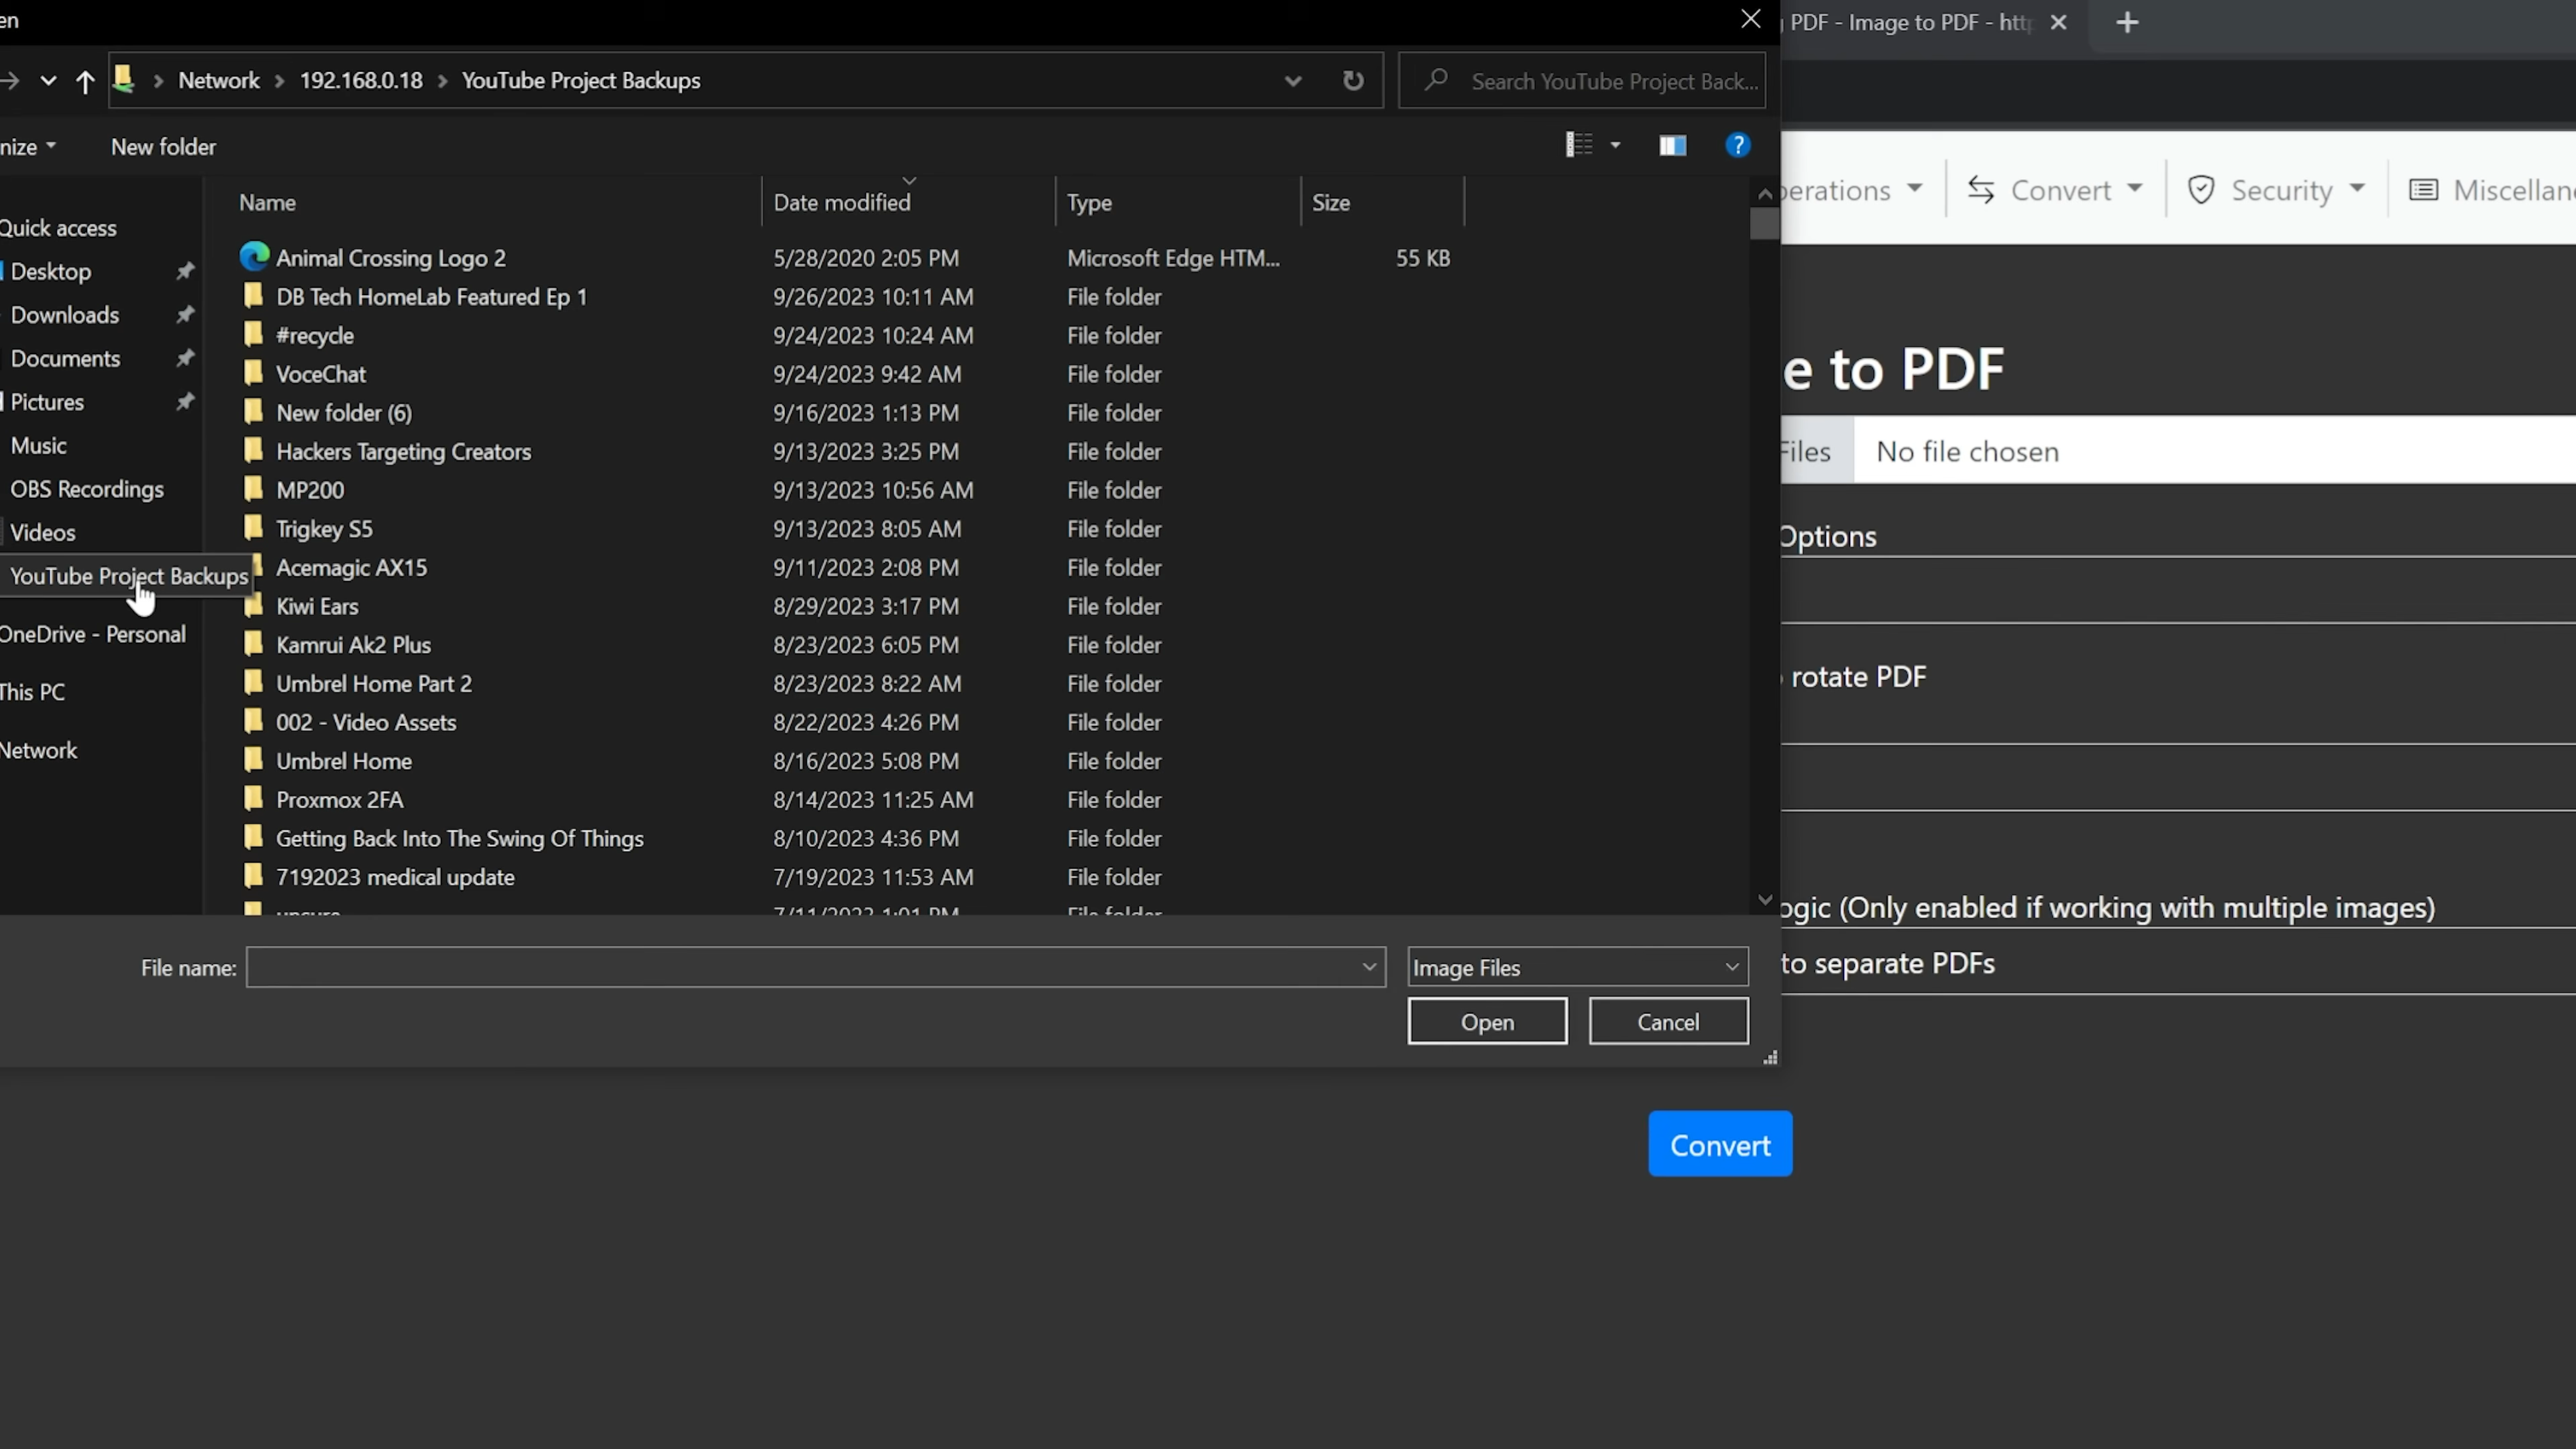 en
PDF - Image to PDF - http
Network > 192.168.0.18 > YouTube Project Backups
Search YouTube Project Back...
nize
New folder
?
Name
Date modified
Type
Size
Quick access
Desktop
Downloads
Documents
Pictures
Music
OBS Recordings
Videos
YouTube Project Backups
OneDrive - Personal
This PC
Network
Animal Crossing Logo 2 5/28/2020 2:05 PM Microsoft Edge HTM... 55 KB
DB Tech HomeLab Featured Ep 1 9/26/2023 10:11 AM File folder
#recycle 9/24/2023 10:24 AM File folder
VoceChat 9/24/2023 9:42 AM File folder
New folder (6) 9/16/2023 1:13 PM File folder
Hackers Targeting Creators 9/13/2023 3:25 PM File folder
MP200 9/13/2023 10:56 AM File folder
Trigkey S5 9/13/2023 8:05 AM File folder
Acemagic AX15 9/11/2023 2:08 PM File folder
Kiwi Ears 8/29/2023 3:17 PM File folder
Kamrui Ak2 Plus 8/23/2023 6:05 PM File folder
Umbrel Home Part 2 8/23/2023 8:22 AM File folder
002 - Video Assets 8/22/2023 4:26 PM File folder
Umbrel Home 8/16/2023 5:08 PM File folder
Proxmox 2FA 8/14/2023 11:25 AM File folder
Getting Back Into The Swing Of Things 8/10/2023 4:36 PM File folder
7192023 medical update 7/19/2023 11:53 AM File folder
File name:
Image Files
Open
Cancel
perations
Convert
Security
Miscellan
e to PDF
Files
No file chosen
Options
rotate PDF
ogic (Only enabled if working with multiple images)
to separate PDFs
Convert